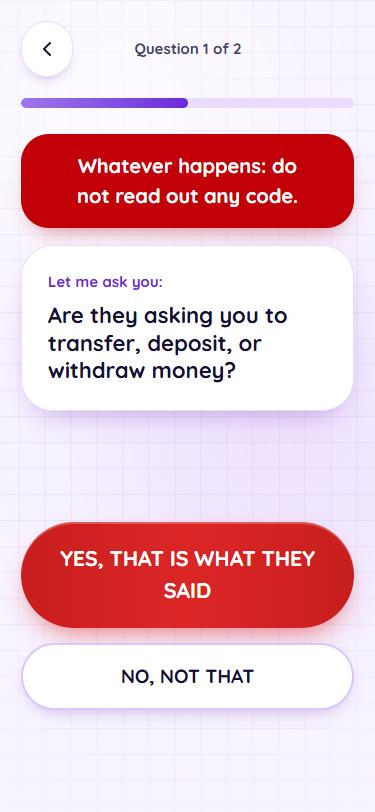 Question 1 of 2
Whatever happens: do
not read out any code.
Let me ask you:
Are they asking you to
transfer, deposit, or
withdraw money?
YES, THAT IS WHAT THEY
SAID
NO, NOT THAT